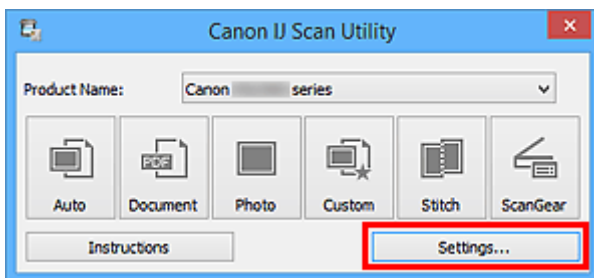 Canon IJ Scan Utility
Product Name: Canon series
PDF
Auto Document Photo Custom Stitch ScanGear
Instructions Settings...